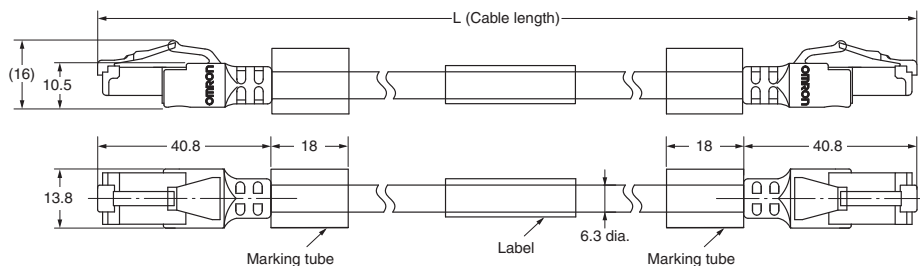 L (Cable length)
(16)
10.5
OMRON
OMRON
40.8
18
18
40.8
13.8
6.3 dia.
Marking tube
Label
Marking tube